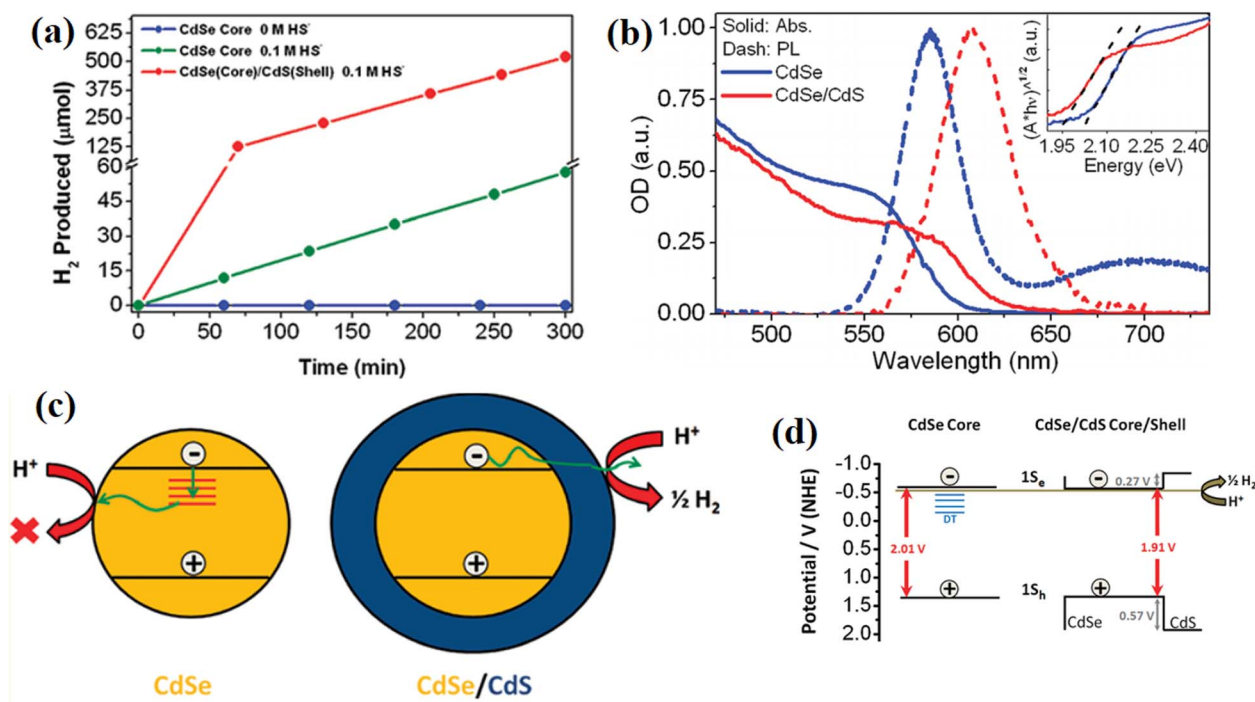 (a)
CdSe Core 0 M HS-
CdSe Core 0.1M HS-
CdSe(Core)/CdS(Shell) 0.1 M HS-
H2 Produced (µmol)
625
500
375
250
125
60
45
30
15
0
0 50 100 150 200 250 300
Time (min)
(b)
Solid: Abs.
Dash: PL
CdSe
CdSe/CdS
OD (a.u.)
1.00
0.75
0.50
0.25
0.00
500 550 600 650 700
Wavelength (nm)
(A*hν)^1/2 (a.u.)
1.95 2.10 2.25 2.40
Energy (eV)
(c)
H+
CdSe
H+
½ H2
CdSe/CdS
(d)
CdSe Core CdSe/CdS Core/Shell
Potential / V (NHE)
-1.0
-0.5
0.0
0.5
1.0
1.5
2.0
DT
2.01 V
1Se
1Sh
0.27 V
1.91 V
0.57 V
CdSe CdS
½ H2
H+